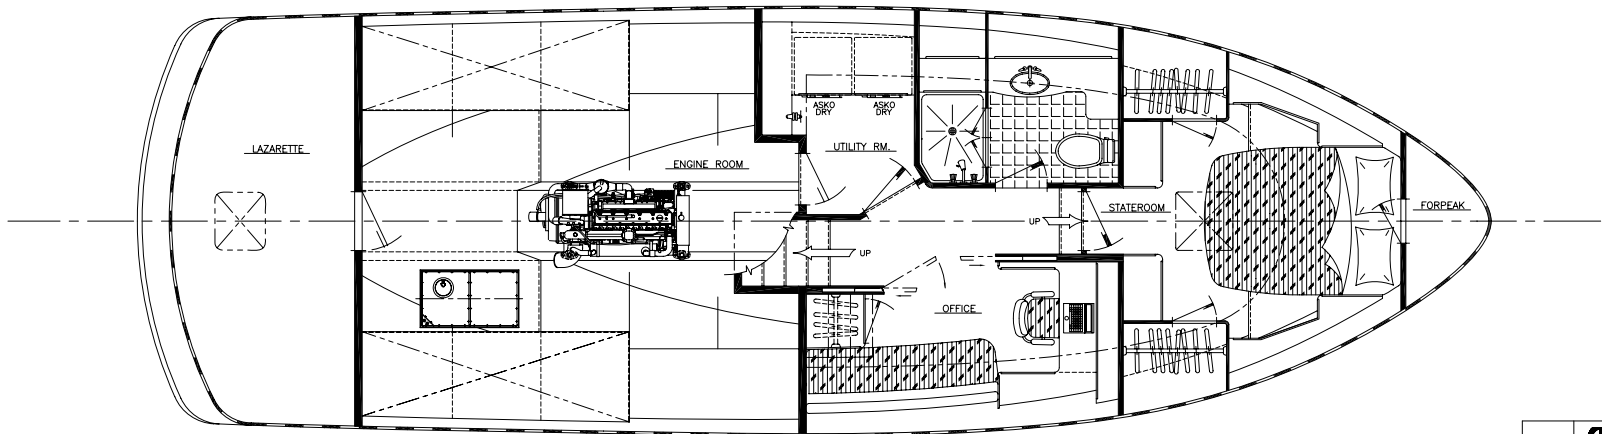 ASKO
DRY
ASKO
DRY
LAZARETTE
UTILITY RM.
ENGINE ROOM
STATEROOM
FORPEAK
UP
UP
OFFICE